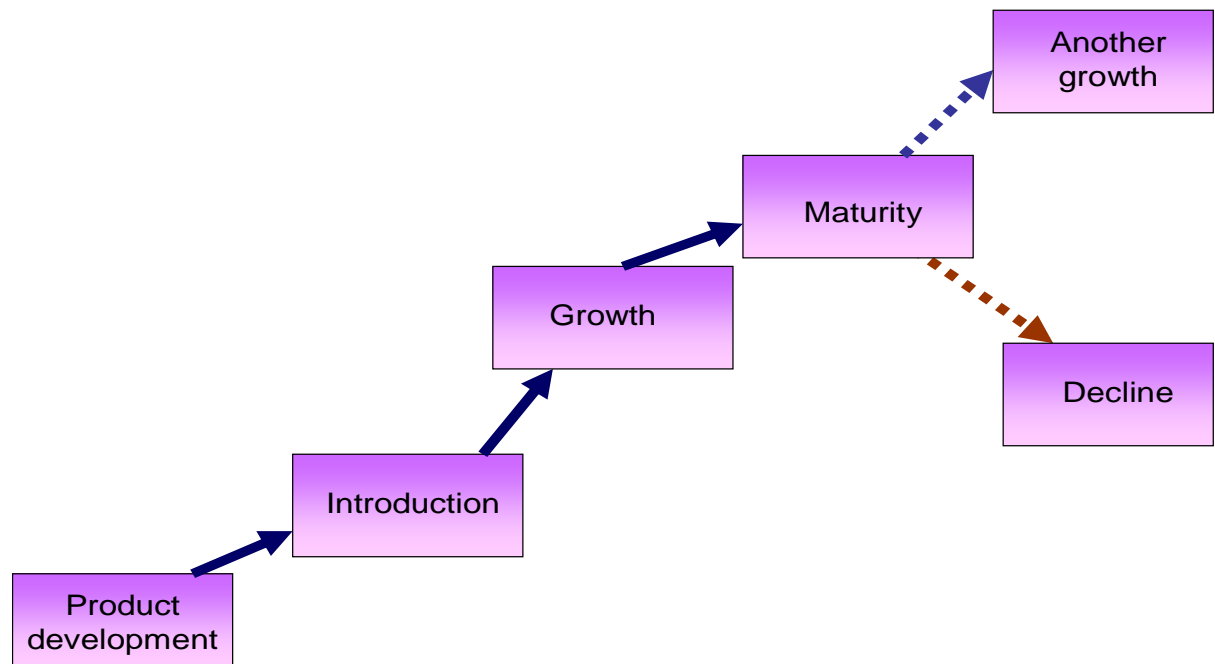 Another
growth
Maturity
Growth
Decline
Introduction
Product
development